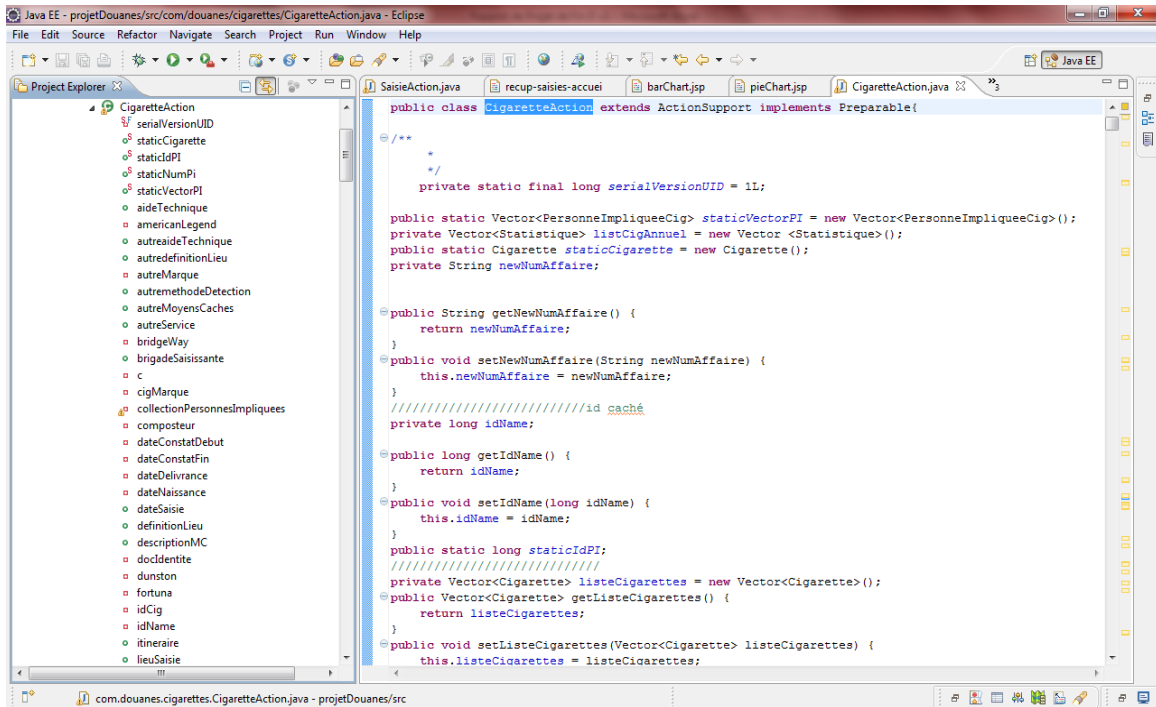 Java EE - projetDouanes/src/com/douanes/cigarettes/CigaretteAction.java - Eclipse
File Edit Source Refactor Navigate Search Project Run Window Help
Java EE
Project Explorer
SaisieAction.java recup-saisies-accuei barChart.jsp pieChart.jsp CigaretteAction.java »3
CigaretteAction
serialVersionUID
staticCigarette
staticIdPI
staticNumPi
staticVectorPI
aideTechnique
americanLegend
autreaideTechnique
autredefinitionLieu
autreMarque
autremethodeDetection
autreMoyensCaches
autreService
bridgeWay
brigadeSaisissante
c
cigMarque
collectionPersonnesImpliquees
composteur
dateConstatDebut
dateConstatFin
dateDelivrance
dateNaissance
dateSaisie
definitionLieu
descriptionMC
docIdentite
dunston
fortuna
idCig
idName
itineraire
lieuSaisie
public class CigaretteAction extends ActionSupport implements Preparable{
/**
*
*/
private static final long serialVersionUID = 1L;
public static Vector<PersonneImpliqueeCig> staticVectorPI = new Vector<PersonneImpliqueeCig>();
private Vector<Statistique> listCigAnnuel = new Vector <Statistique>();
public static Cigarette staticCigarette = new Cigarette();
private String newNumAffaire;
public String getNewNumAffaire() {
return newNumAffaire;
}
public void setNewNumAffaire(String newNumAffaire) {
this.newNumAffaire = newNumAffaire;
}
///////////////////////////id caché
private long idName;
public long getIdName() {
return idName;
}
public void setIdName(long idName) {
this.idName = idName;
}
public static long staticIdPI;
/////////////////////////////
private Vector<Cigarette> listeCigarettes = new Vector<Cigarette>();
public Vector<Cigarette> getListeCigarettes() {
return listeCigarettes;
}
public void setListeCigarettes(Vector<Cigarette> listeCigarettes) {
this.listeCigarettes = listeCigarettes;
com.douanes.cigarettes.CigaretteAction.java - projetDouanes/src